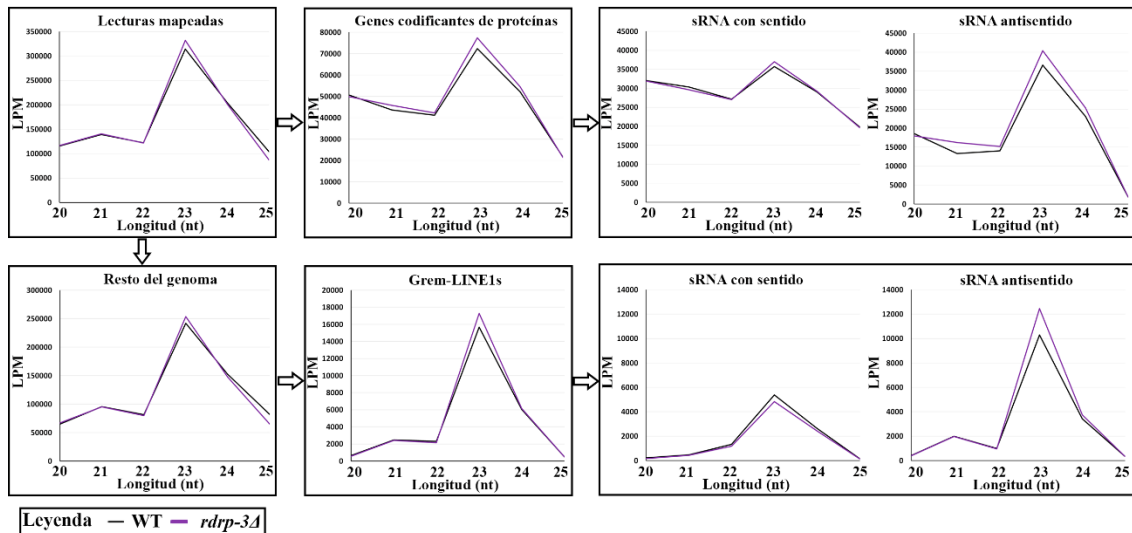 Lecturas mapeadas
LPM
350000
300000
250000
200000
150000
100000
50000
0
20 21 22 23 24 25
Longitud (nt)
Genes codificantes de proteínas
LPM
80000
70000
60000
50000
40000
30000
20000
10000
0
20 21 22 23 24 25
Longitud (nt)
sRNA con sentido
LPM
45000
40000
35000
30000
25000
20000
15000
10000
5000
0
20 21 22 23 24 25
Longitud (nt)
sRNA antisentido
LPM
45000
40000
35000
30000
25000
20000
15000
10000
5000
0
20 21 22 23 24 25
Longitud (nt)
Resto del genoma
LPM
300000
250000
200000
150000
100000
50000
0
20 21 22 23 24 25
Longitud (nt)
Grem-LINE1s
LPM
20000
18000
16000
14000
12000
10000
8000
6000
4000
2000
0
20 21 22 23 24 25
Longitud (nt)
sRNA con sentido
LPM
14000
12000
10000
8000
6000
4000
2000
0
20 21 22 23 24 25
Longitud (nt)
sRNA antisentido
LPM
14000
12000
10000
8000
6000
4000
2000
0
20 21 22 23 24 25
Longitud (nt)
Leyenda WT rdrp-3Δ